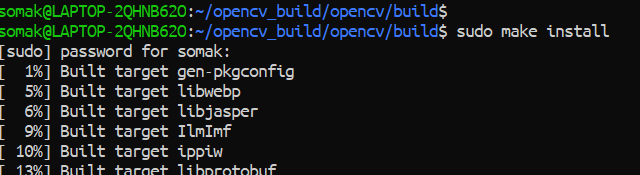 somak@LAPTOP-2QHNB62O:~/opencv_build/opencv/build$
somak@LAPTOP-2QHNB62O:~/opencv_build/opencv/build$ sudo make install
[sudo] password for somak:
[  1%] Built target gen-pkgconfig
[  5%] Built target libwebp
[  6%] Built target libjasper
[  9%] Built target IlmImf
[ 10%] Built target ippiw
[ 13%] Built target libprotobuf